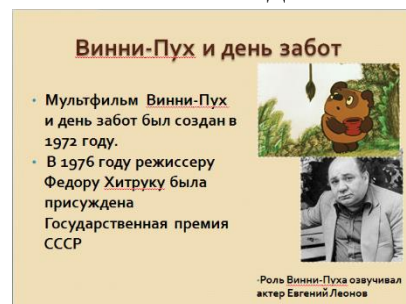 Винни-Пух и день забот
• Мультфильм Винни-Пух
и день забот был создан в
1972 году.
• В 1976 году режиссеру
Федору Хитруку была
присуждена
Государственная премия
СССР
-Роль Винни-Пуха озвучивал
актер Евгений Леонов